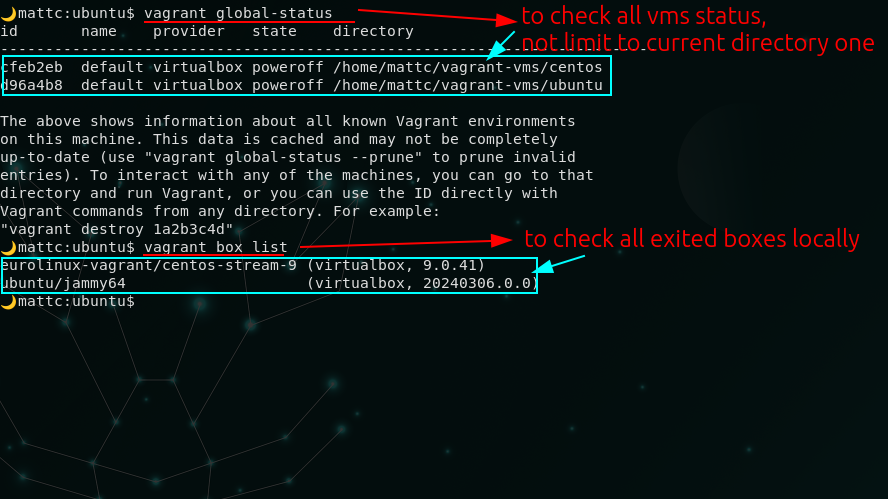 mattc:ubuntu$ vagrant global-status
to check all vms status,
not limit to current directory one
id       name    provider   state    directory
--------------------------------------------------------------------------
cfeb2eb  default virtualbox poweroff /home/mattc/vagrant-vms/centos
d96a4b8  default virtualbox poweroff /home/mattc/vagrant-vms/ubuntu
The above shows information about all known Vagrant environments
on this machine. This data is cached and may not be completely
up-to-date (use "vagrant global-status --prune" to prune invalid
entries). To interact with any of the machines, you can go to that
directory and run Vagrant, or you can use the ID directly with
Vagrant commands from any directory. For example:
"vagrant destroy 1a2b3c4d"
mattc:ubuntu$ vagrant box list
to check all exited boxes locally
eurolinux-vagrant/centos-stream-9 (virtualbox, 9.0.41)
ubuntu/jammy64                    (virtualbox, 20240306.0.0)
mattc:ubuntu$